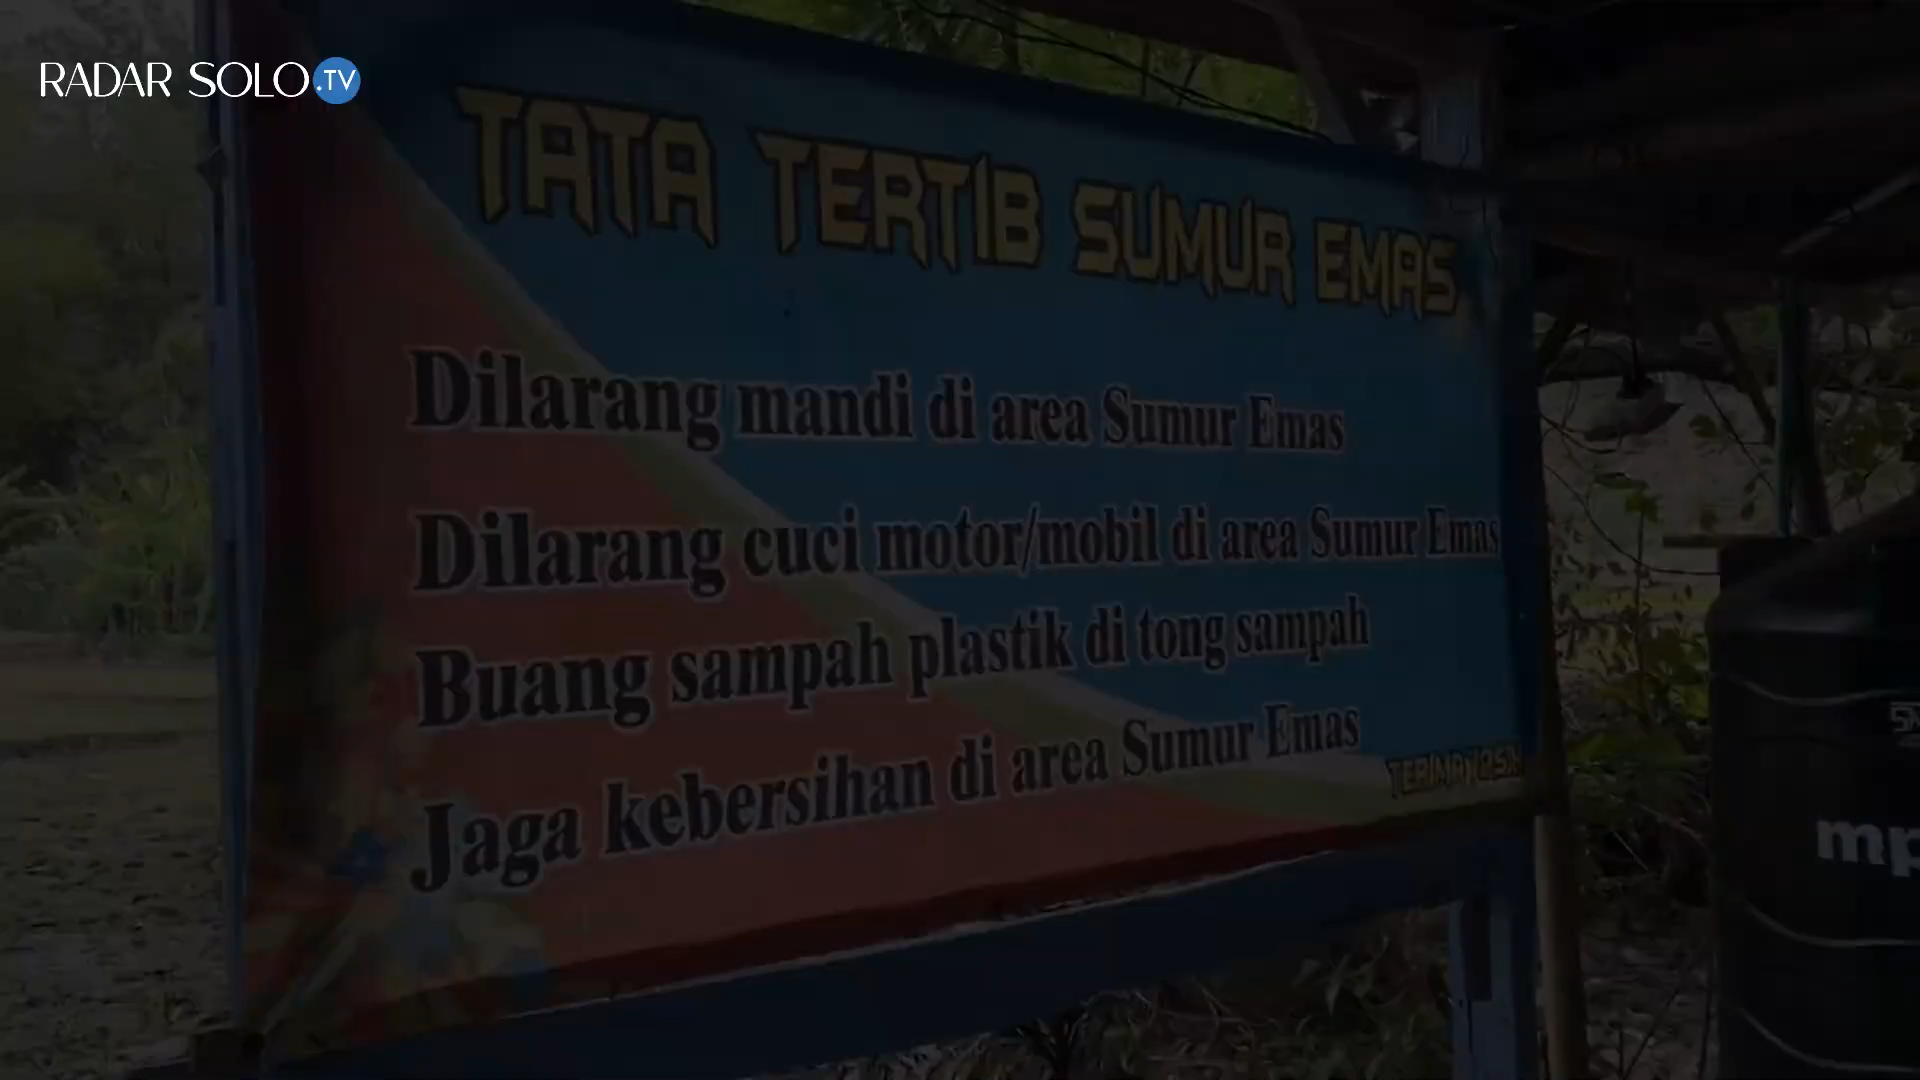 RADAR SOLO.TV
TATA TERTIB SUMUR EMAS
Dilarang mandi di area Sumur Emas
Dilarang cuci motor/mobil di area Sumur Emas
Buang sampah plastik di tong sampah
Jaga kebersihan di area Sumur Emas